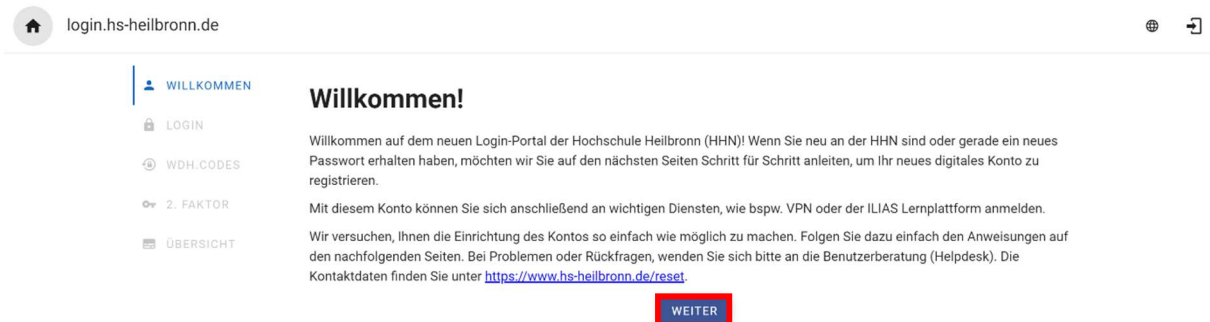 login.hs-heilbronn.de
WILLKOMMEN
LOGIN
WDH.CODES
2. FAKTOR
ÜBERSICHT
Willkommen!
Willkommen auf dem neuen Login-Portal der Hochschule Heilbronn (HHN)! Wenn Sie neu an der HHN sind oder gerade ein neues
Passwort erhalten haben, möchten wir Sie auf den nächsten Seiten Schritt für Schritt anleiten, um Ihr neues digitales Konto zu
registrieren.
Mit diesem Konto können Sie sich anschließend an wichtigen Diensten, wie bspw. VPN oder der ILIAS Lernplattform anmelden.
Wir versuchen, Ihnen die Einrichtung des Kontos so einfach wie möglich zu machen. Folgen Sie dazu einfach den Anweisungen auf
den nachfolgenden Seiten. Bei Problemen oder Rückfragen, wenden Sie sich bitte an die Benutzerberatung (Helpdesk). Die
Kontaktdaten finden Sie unter https://www.hs-heilbronn.de/reset.
WEITER